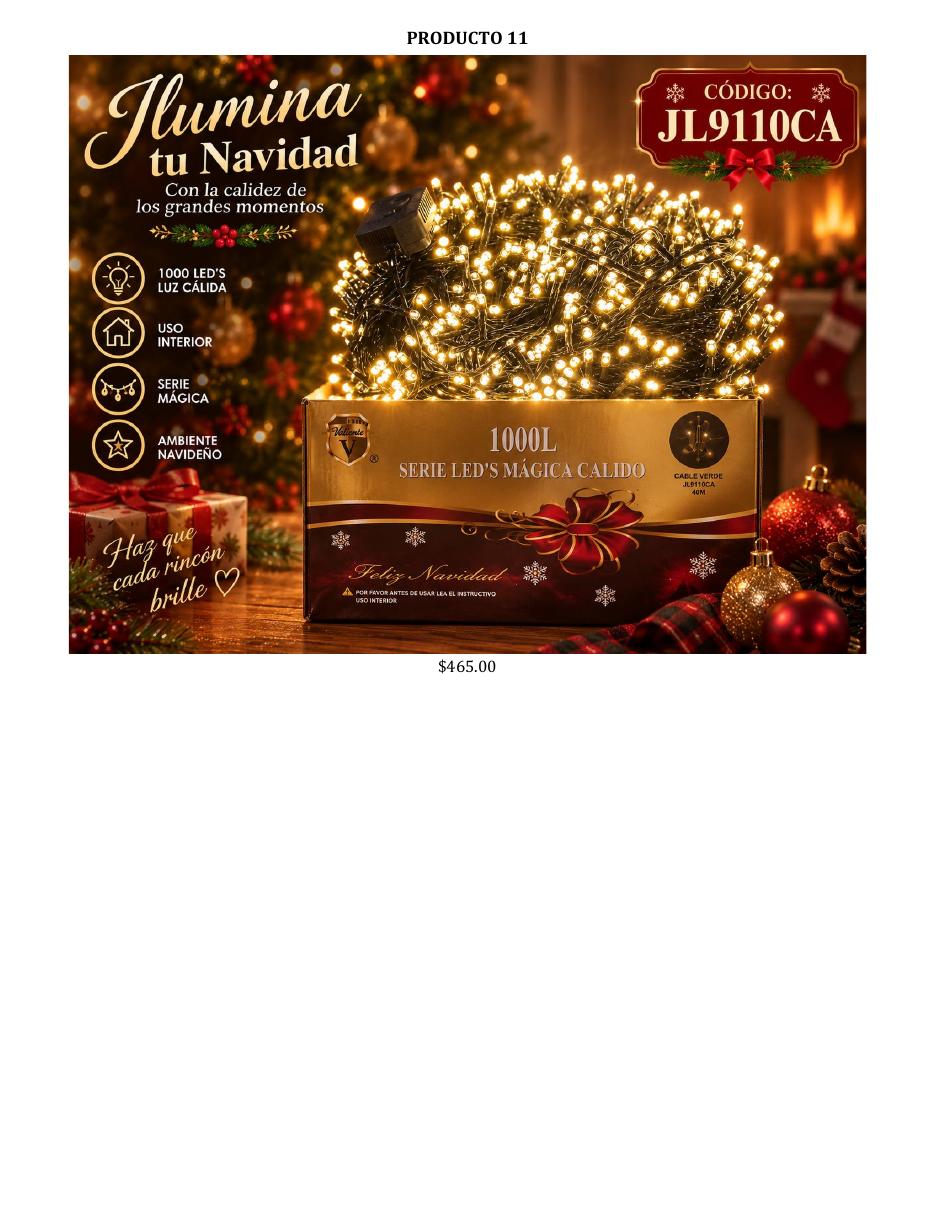 PRODUCTO 11
Ilumina
tu Navidad
Con la calidez de
los grandes momentos
CÓDIGO:
JL9110CA
1000 LED'S
LUZ CÁLIDA
USO
INTERIOR
SERIE
MÁGICA
AMBIENTE
NAVIDEÑO
Haz que
cada rincón
brille
Valiente
V
®
1000L
SERIE LED'S MÁGICA CALIDO
CABLE VERDE
JL9110CA
40M
Feliz Navidad
POR FAVOR ANTES DE USAR LEA EL INSTRUCTIVO
USO INTERIOR
$465.00